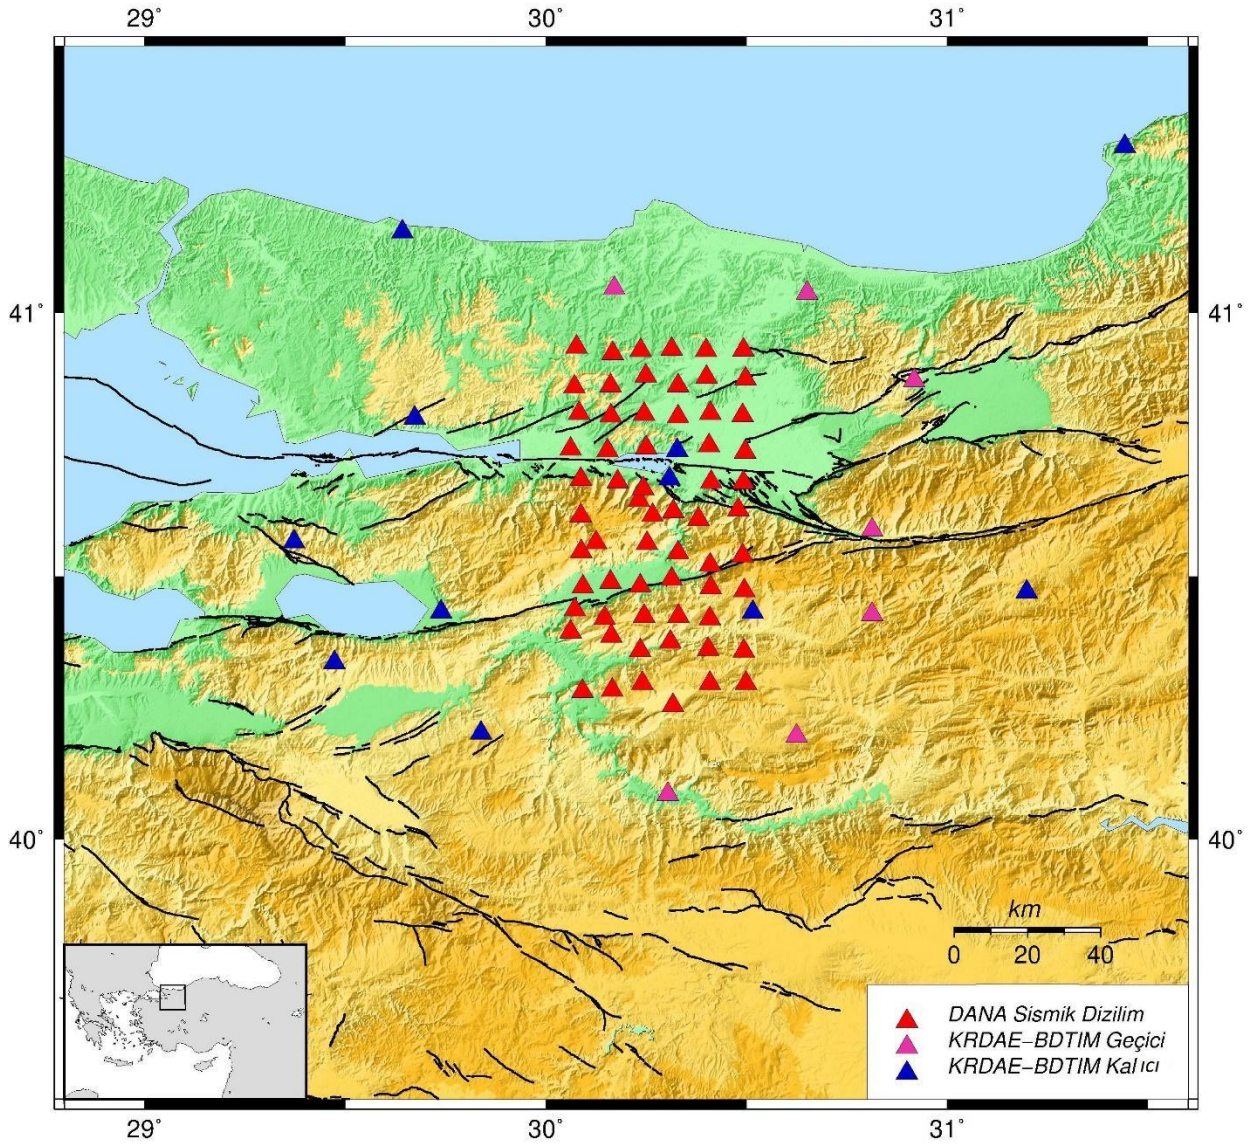 29° 30° 31°
41° 41°
40° 40°
km
0 20 40
DANA Sismik Dizilim
KRDAE-BDTIM Geçici
KRDAE-BDTIM Kalıcı
29° 30° 31°